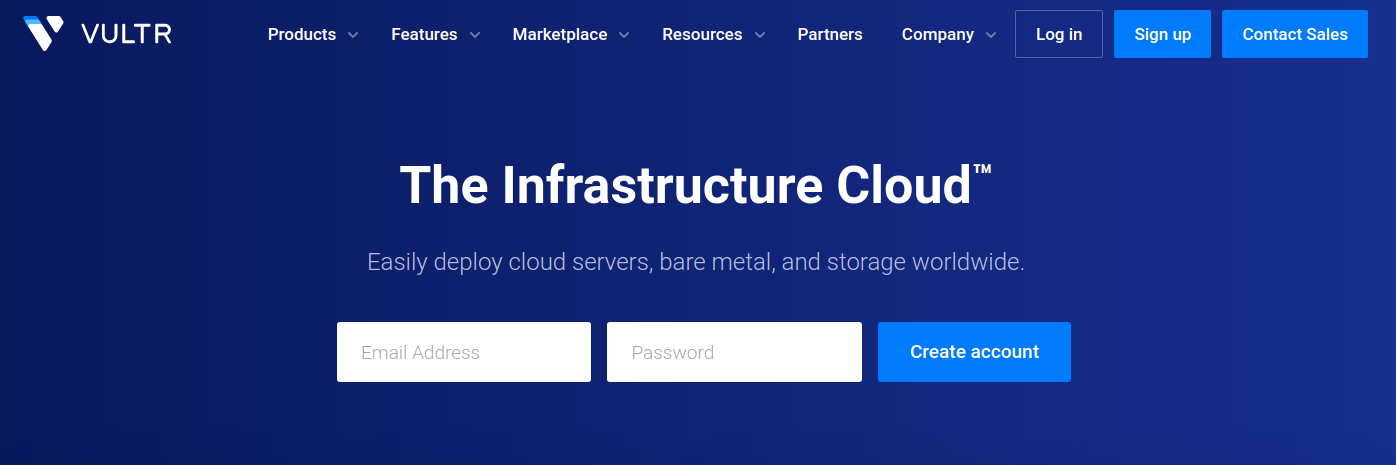 VULTR
Products Features Marketplace Resources Partners Company Log in Sign up Contact Sales
The Infrastructure Cloud™
Easily deploy cloud servers, bare metal, and storage worldwide.
Email Address Password Create account